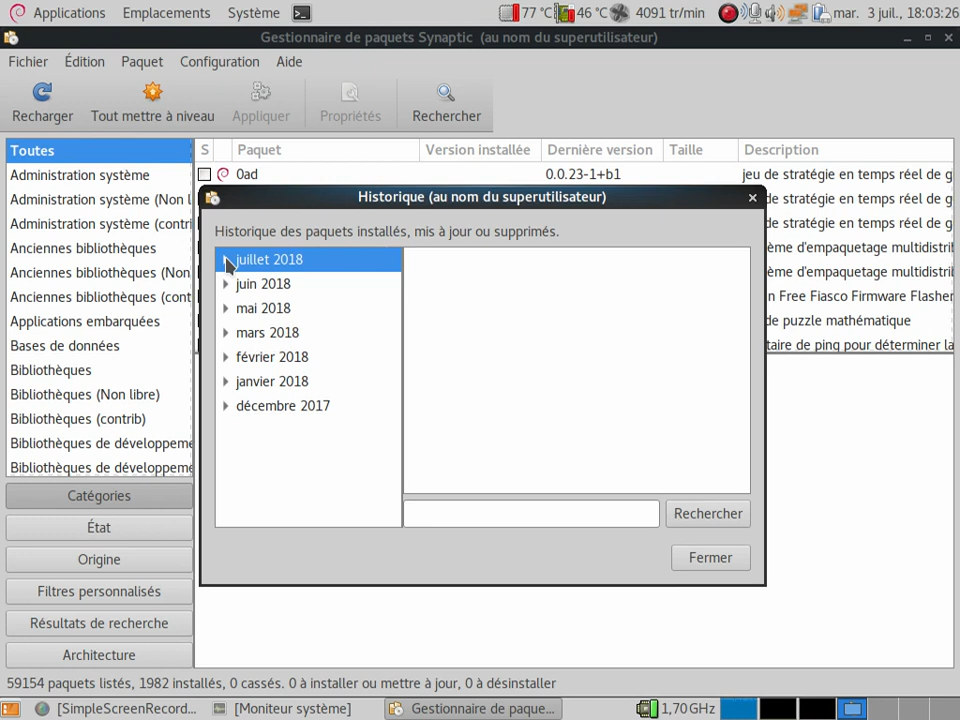 Applications Emplacements Système 77 °C 46 °C 4091 tr/min mar. 3 juil., 18:03:26
Gestionnaire de paquets Synaptic (au nom du superutilisateur)
Fichier Édition Paquet Configuration Aide
Recharger Tout mettre à niveau Appliquer Propriétés Rechercher
Toutes
Administration système
Administration système (Non l
Administration système (contri
Anciennes bibliothèques
Anciennes bibliothèques (Non
Anciennes bibliothèques (cont
Applications embarquées
Bases de données
Bibliothèques
Bibliothèques (Non libre)
Bibliothèques (contrib)
Bibliothèques de développeme
Bibliothèques de développeme
Catégories
État
Origine
Filtres personnalisés
Résultats de recherche
Architecture
S Paquet Version installée Dernière version Taille Description
0ad 0.0.23-1+b1 jeu de stratégie en temps réel de g
de stratégie en temps réel de g
de stratégie en temps réel de g
ème d'empaquetage multidistrib
ème d'empaquetage multidistrib
n Free Fiasco Firmware Flasher
de puzzle mathématique
taire de ping pour déterminer la
Historique (au nom du superutilisateur)
Historique des paquets installés, mis à jour ou supprimés.
juillet 2018
juin 2018
mai 2018
mars 2018
février 2018
janvier 2018
décembre 2017
Rechercher
Fermer
59154 paquets listés, 1982 installés, 0 cassés. 0 à installer ou mettre à jour, 0 à désinstaller
[SimpleScreenRecord... [Moniteur système] Gestionnaire de paque... 1,70GHz